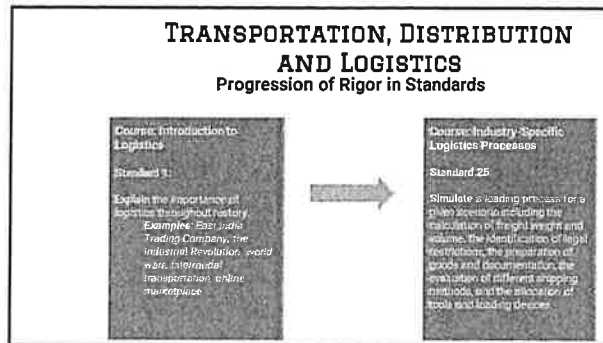 TRANSPORTATION, DISTRIBUTION
AND LOGISTICS
Progression of Rigor in Standards
Course: Introduction to
Logistics
Standard 1:
Explain the importance of
logistics throughout history.
Examples: East India
Trading Company, the
Industrial Revolution, world
wars, intermodal
transportation, online
marketplace
Course: Industry-Specific
Logistics Processes
Standard 25
Simulate a loading process for a
given scenario including the
calculation of freight weight and
volume, the identification of legal
restrictions, the preparation of
goods and documentation, the
evaluation of different shipping
methods, and the allocation of
tools and loading devices.